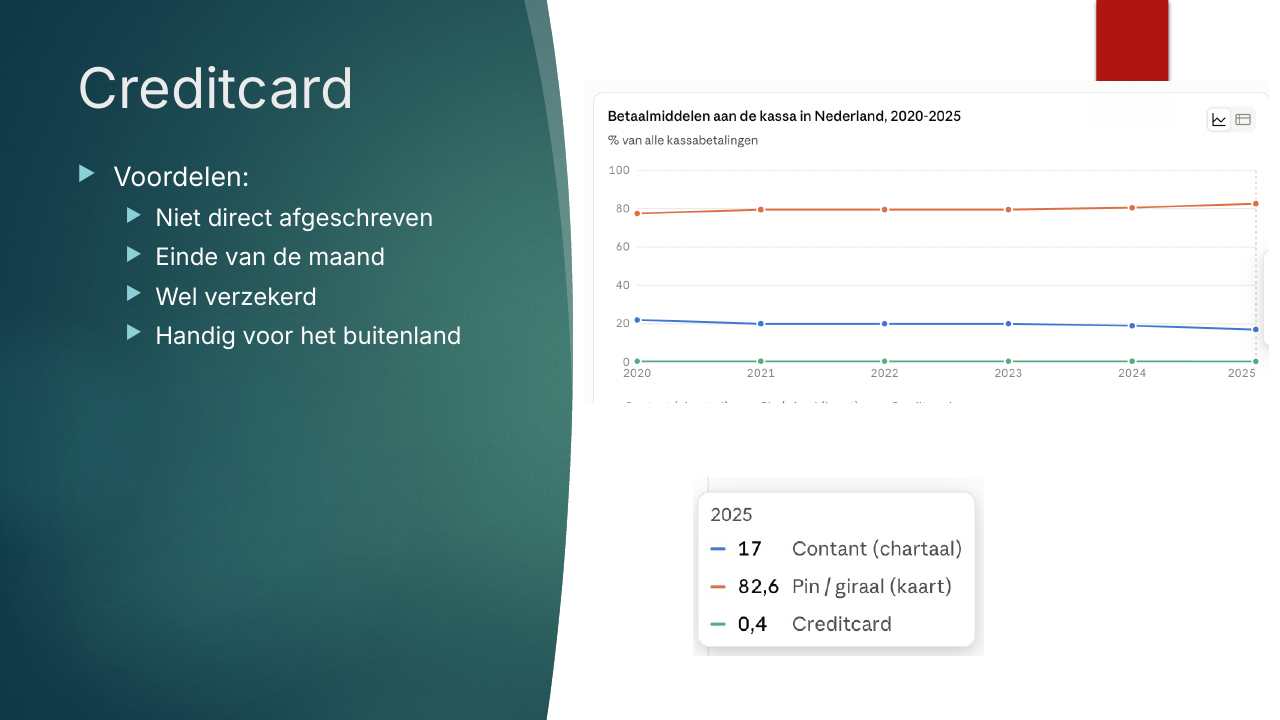 Creditcard
Voordelen:
Niet direct afgeschreven
Einde van de maand
Wel verzekerd
Handig voor het buitenland
Betaalmiddelen aan de kassa in Nederland, 2020-2025
% van alle kassabetalingen
100
80
60
40
20
0
2020 2021 2022 2023 2024 2025
2025
17 Contant (chartaal)
82,6 Pin / giraal (kaart)
0,4 Creditcard